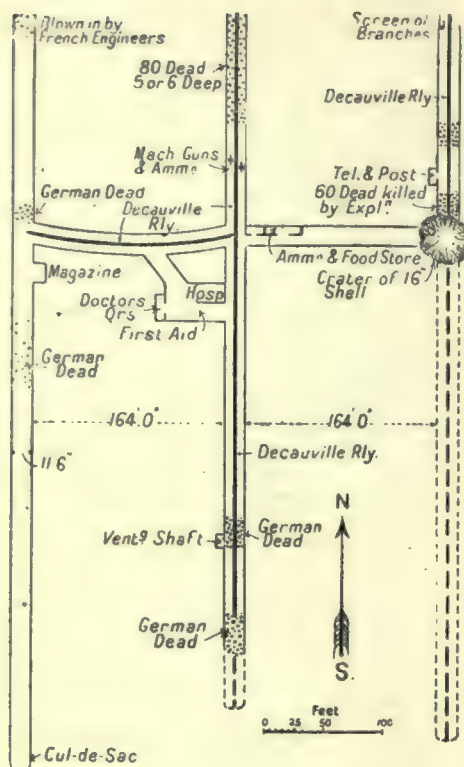 Blown in by
French Engineers
80 Dead
5 or 6 Deep
Screen of
Branches
Decauville Rly
Mach Guns
& Ammn
Tel. & Post
60 Dead killed
by Expln.
German Dead
Decauville
Rly.
Ammn & Food Store
Crater of 16"
Shell
Magazine
Doctors
Qrs
Hosp
First Aid
German
Dead
164'.0"
164'.0"
11'6"
Decauville Rly.
Ventg Shaft
German
Dead
N
German
Dead
S.
Feet
0 25 50 100
Cul-de-Sac